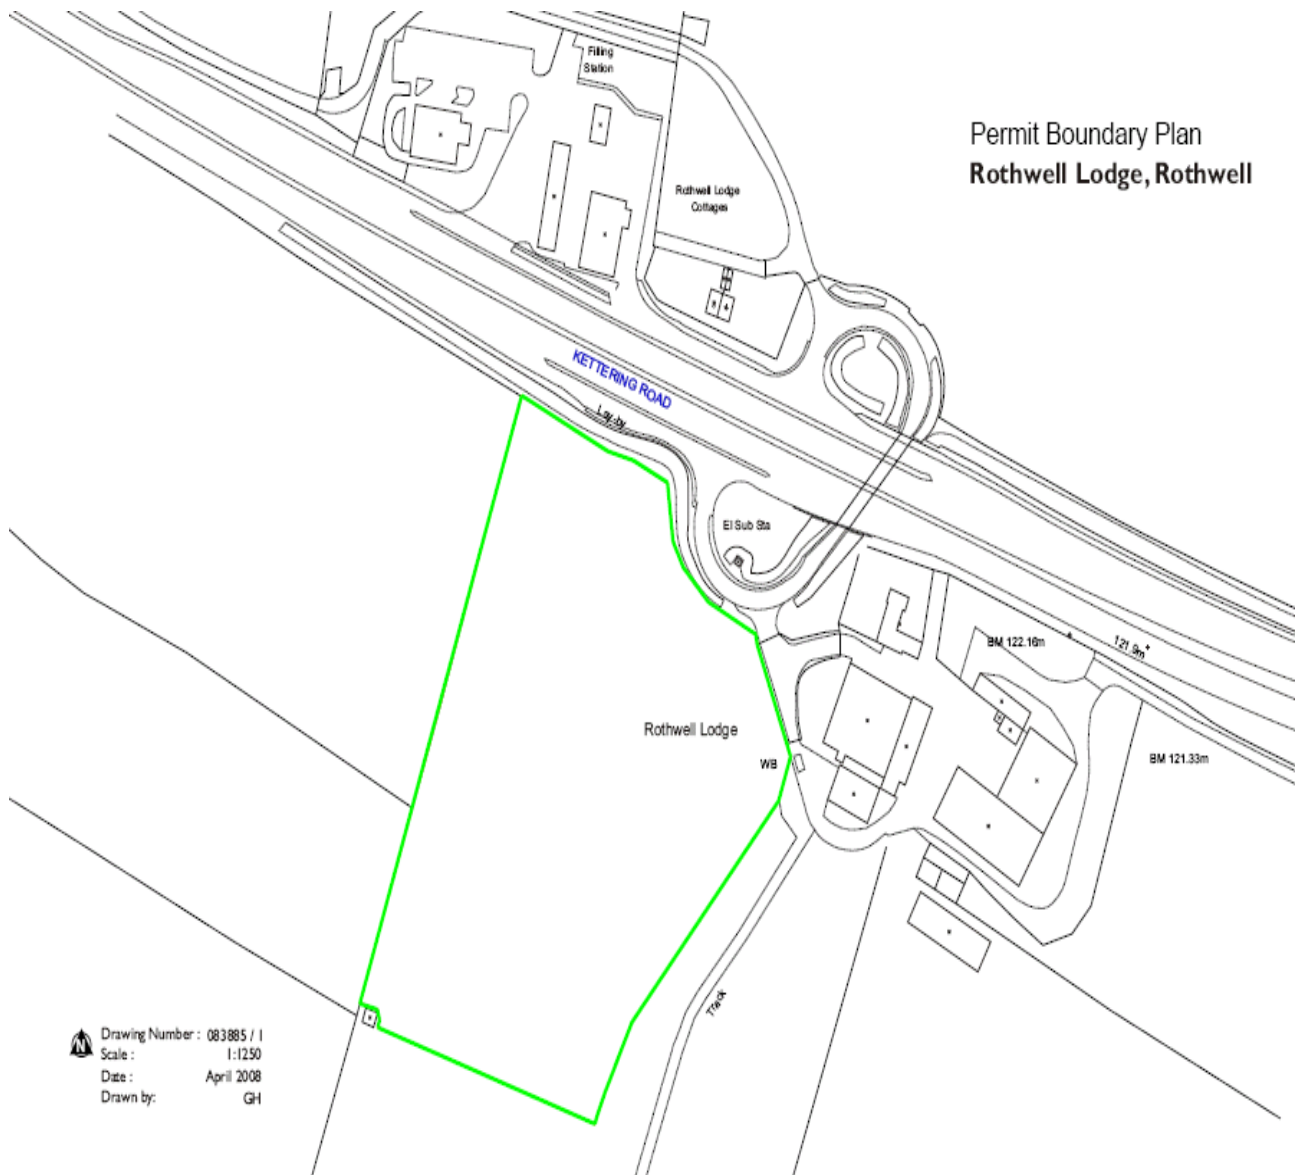 Filling
Station
Permit Boundary Plan
Rothwell Lodge, Rothwell
Rothwell Lodge
Cottages
KETTERING ROAD
Lay-by
El Sub Sta
BM 122.16m
121.9m
Rothwell Lodge
WB
BM 121.33m
Track
N
Drawing Number : 083885 / 1
Scale : 1:1250
Date : April 2008
Drawn by: GH